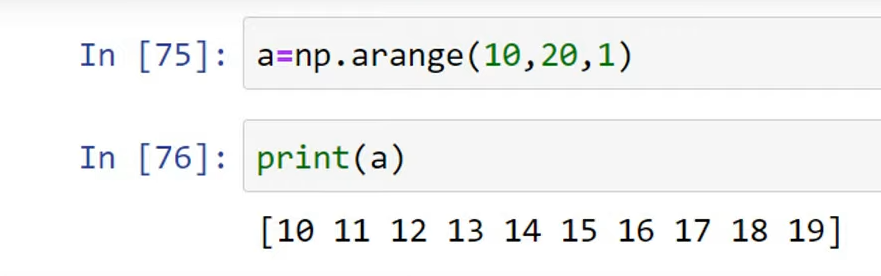 In [75]: a=np.arange(10,20,1)
In [76]: print(a)
[10 11 12 13 14 15 16 17 18 19]